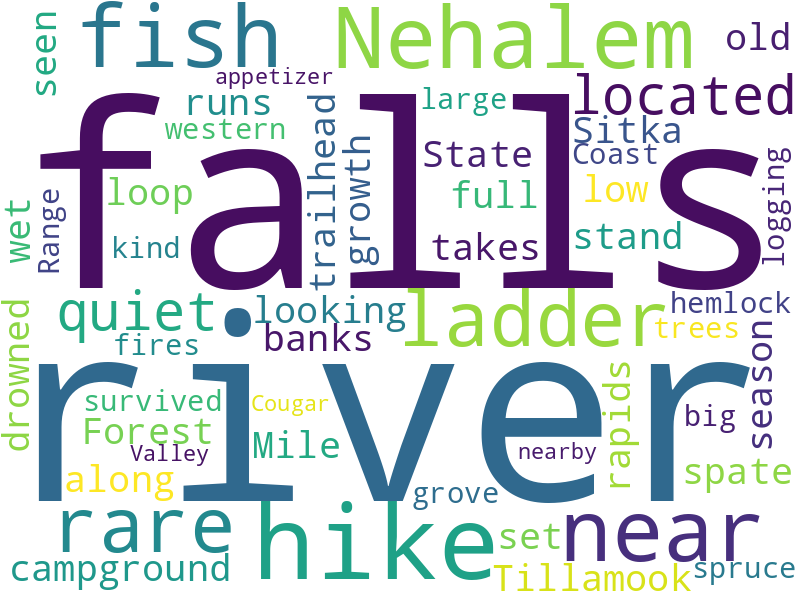 fish
Nehalem
old
seen
appetizer
runs
large
located
western
trailhead
growth
State
Sitka
Coast
logging
falls
loop
full
low
wet
Range
kind
takes
stand
quiet
looking
ladder
hemlock
drowned
fires
banks
trees
season
river
survived
Cougar
rapids
big
Forest
Mile
Valley
nearby
along
grove
spate
rare
hike
set
near
campground
Tillamook
spruce